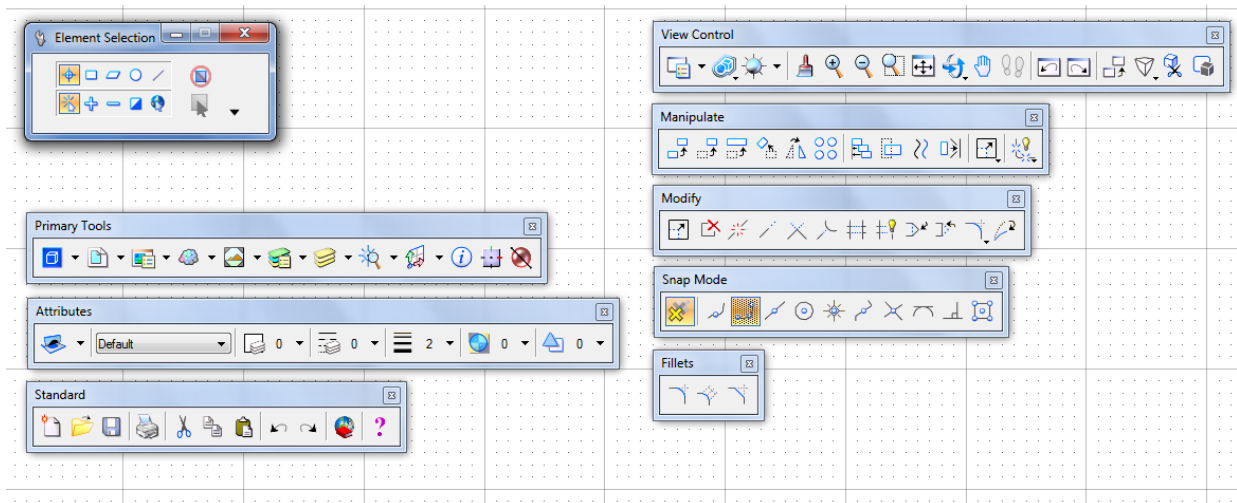 Element Selection
Primary Tools
Attributes
Default 0 0 2 0 0
Standard
View Control
Manipulate
Modify
Snap Mode
Fillets